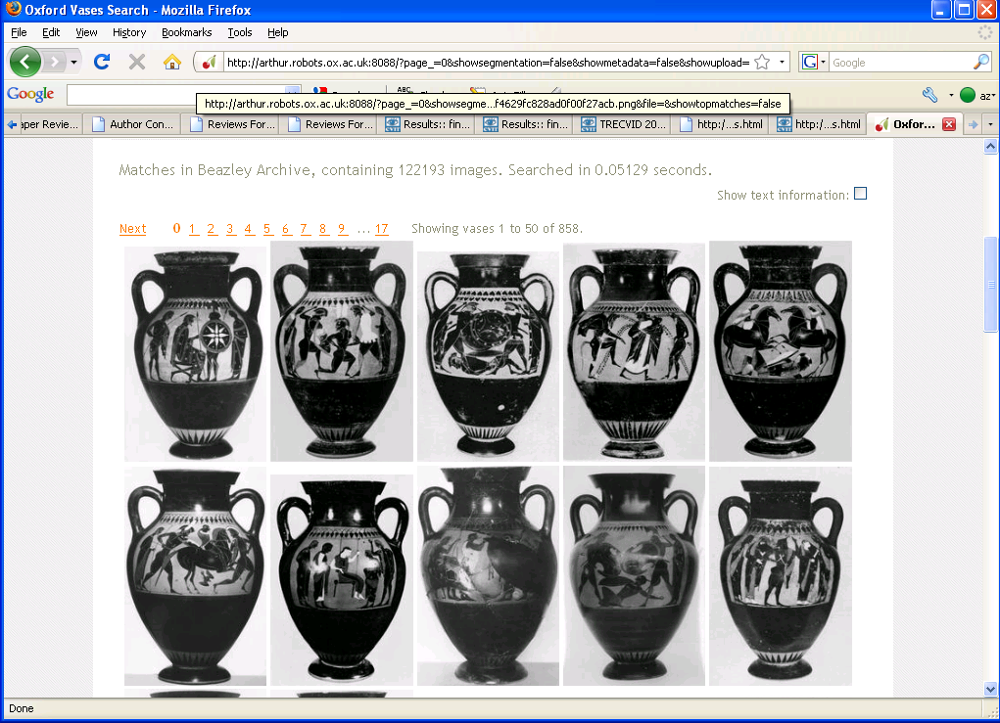 Oxford Vases Search - Mozilla Firefox
File Edit View History Bookmarks Tools Help
http://arthur.robots.ox.ac.uk:8088/?page_=0&showsegmentation=false&showmetadata=false&showupload=
G Google
Google
http://arthur.robots.ox.ac.uk:8088/?page_=0&showsegme...f4629fc828ad0f00f27acb.png&file=&showtopmatches=false
az
aper Revie... Author Con... Reviews For... Reviews For... Results:: fin... Results:: fin... TRECVID 20... http:/...s.html http:/...s.html Oxfor...
Matches in Beazley Archive, containing 122193 images. Searched in 0.05129 seconds.
Show text information:
Next 0 1 2 3 4 5 6 7 8 9 ... 17 Showing vases 1 to 50 of 858.
Done